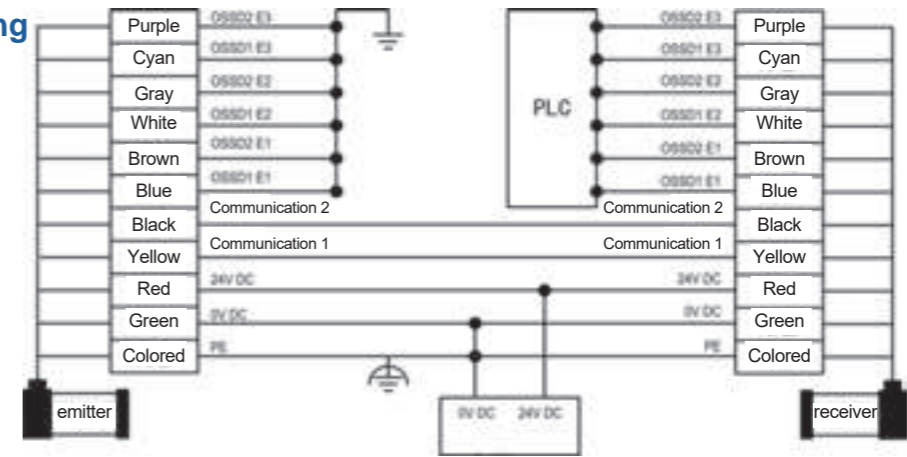 ng
Purple OSSD2 E3 OSSD2 E3 Purple
Cyan OSSD1 E3 OSSD1 E3 Cyan
Gray OSSD2 E2 OSSD2 E2 Gray
PLC
White OSSD1 E2 OSSD1 E2 White
Brown OSSD2 E1 OSSD2 E1 Brown
Blue OSSD1 E1 OSSD1 E1 Blue
Communication 2 Communication 2
Black Black
Communication 1 Communication 1
Yellow Yellow
Red 24V DC 24V DC Red
Green 0V DC 0V DC Green
Colored PE PE Colored
emitter 0V DC 24V DC receiver